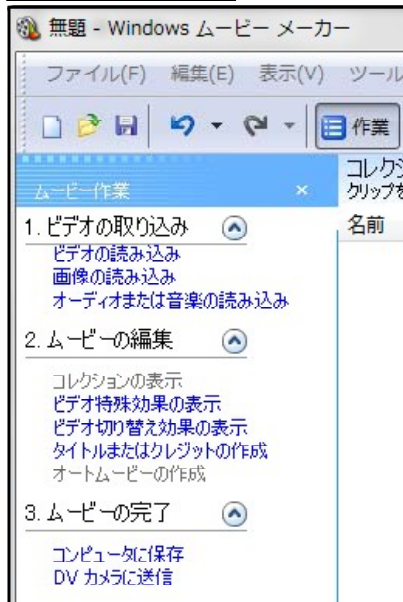 無題 - Windows ムービー メーカー
ファイル(F) 編集(E) 表示(V) ツール
作業
ムービー作業 ×
コレクシ
クリップを
名前
1. ビデオの取り込み
ビデオの読み込み
画像の読み込み
オーディオまたは音楽の読み込み
2. ムービーの編集
コレクションの表示
ビデオ特殊効果の表示
ビデオ切り替え効果の表示
タイトルまたはクレジットの作成
オートムービーの作成
3. ムービーの完了
コンピュータに保存
DV カメラに送信